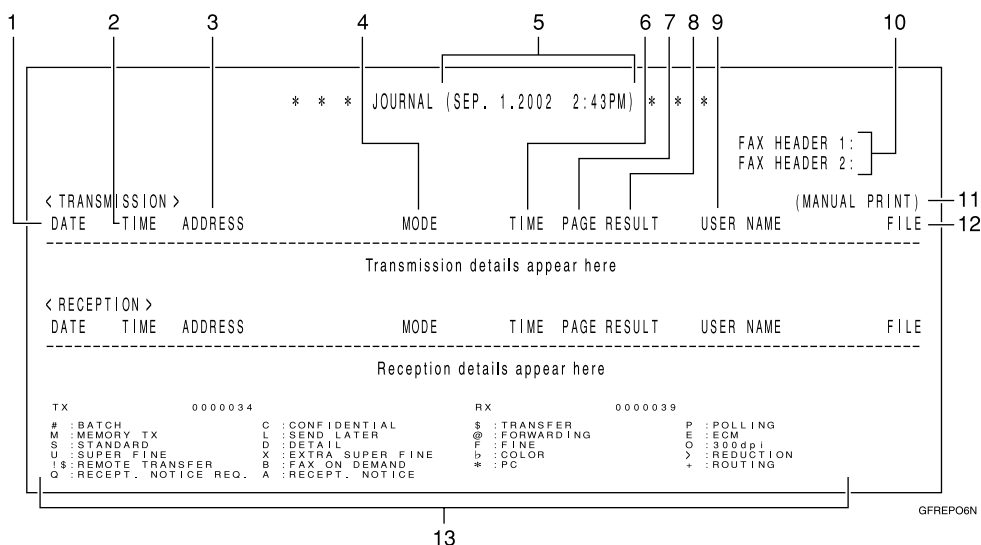 1 2 3 4 5 6 7 8 9 10
* * * JOURNAL (SEP. 1.2002 2:43PM) * * *
FAX HEADER 1:
FAX HEADER 2:
< TRANSMISSION > (MANUAL PRINT) 11
DATE TIME ADDRESS MODE TIME PAGE RESULT USER NAME FILE 12
Transmission details appear here
< RECEPTION >
DATE TIME ADDRESS MODE TIME PAGE RESULT USER NAME FILE
Reception details appear here
TX 0000034 RX 0000039
# :BATCH C :CONFIDENTIAL $ :TRANSFER P :POLLING
M :MEMORY TX L :SEND LATER @ :FORWARDING E :ECM
S :STANDARD D :DETAIL F :FINE O :300dpi
U :SUPER FINE X :EXTRA SUPER FINE ♭ :COLOR > :REDUCTION
!$:REMOTE TRANSFER B :FAX ON DEMAND * :PC + :ROUTING
Q :RECEPT. NOTICE REQ. A :RECEPT. NOTICE
GFREPO6N
13